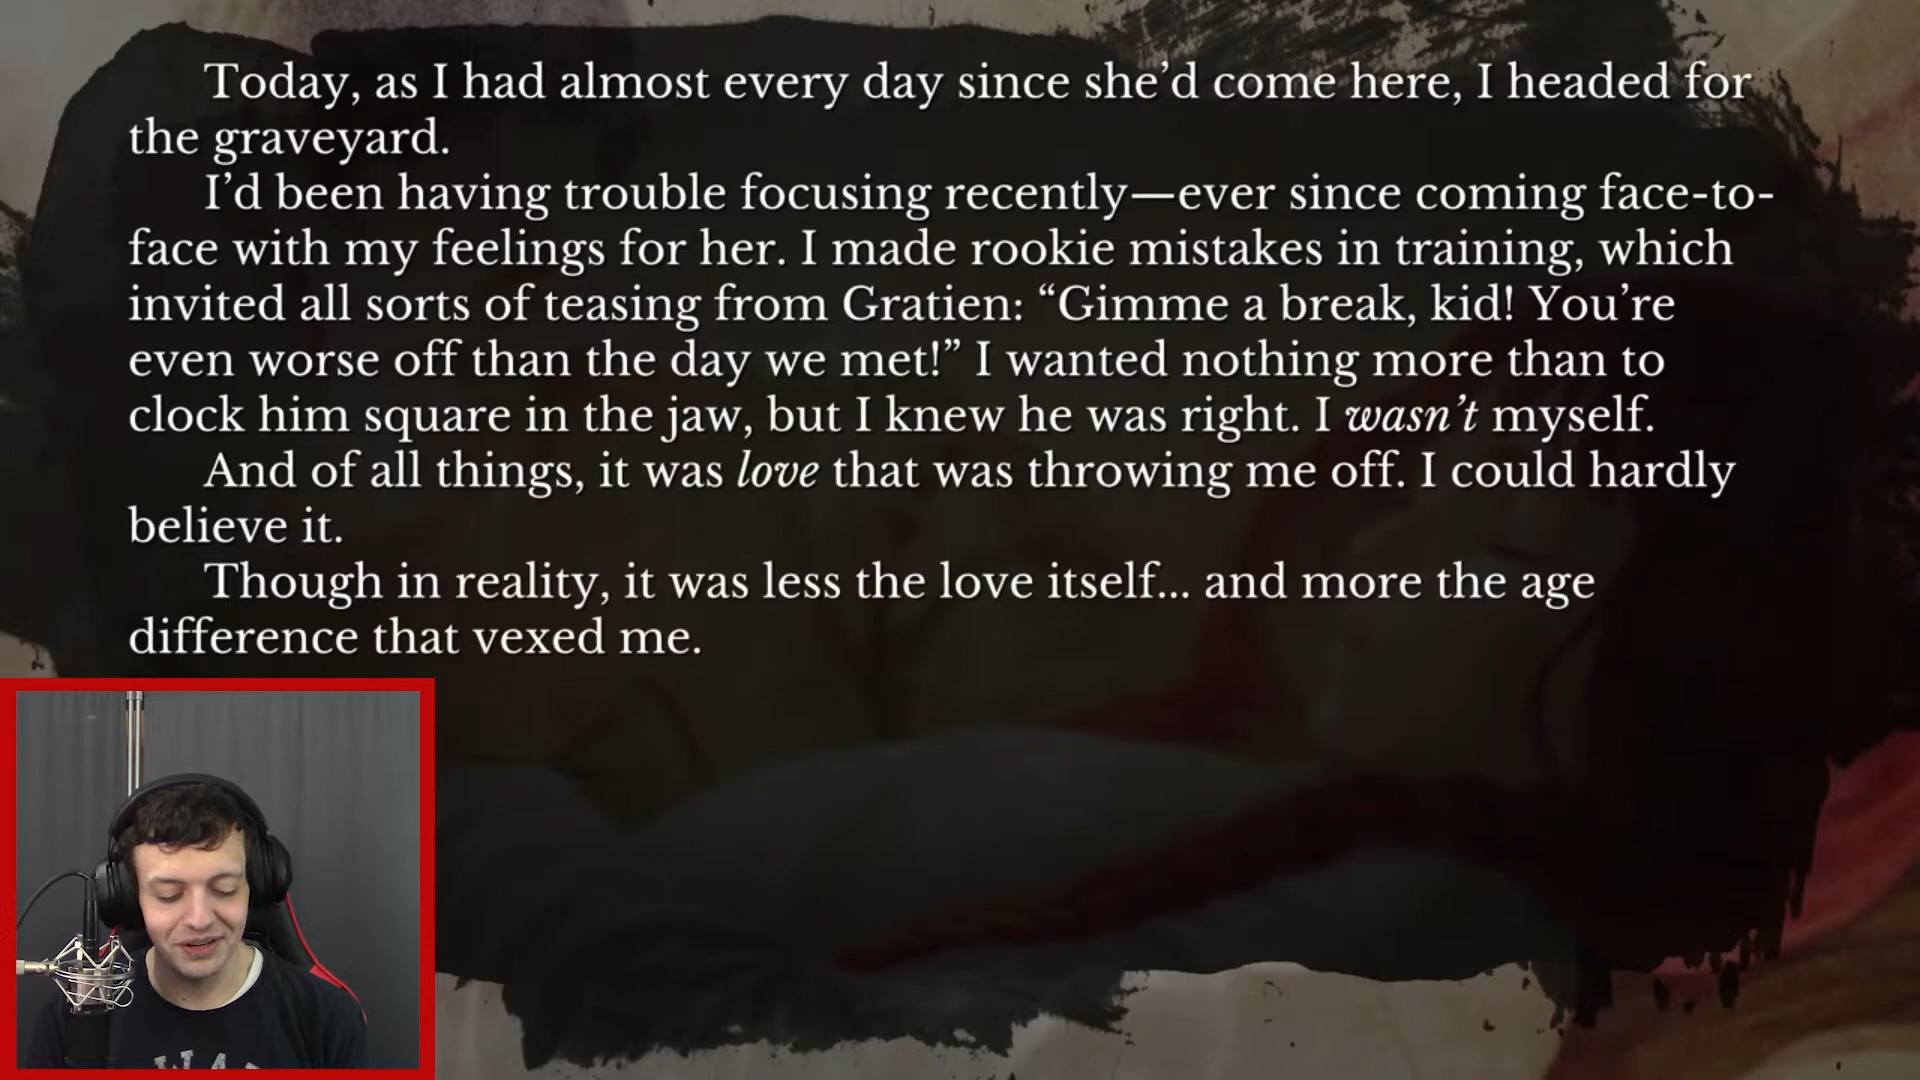 Today, as I had almost every day since she’d come here, I headed for
the graveyard.
I’d been having trouble focusing recently—ever since coming face-to-
face with my feelings for her. I made rookie mistakes in training, which
invited all sorts of teasing from Gratien: “Gimme a break, kid! You’re
even worse off than the day we met!” I wanted nothing more than to
clock him square in the jaw, but I knew he was right. I wasn’t myself.
And of all things, it was love that was throwing me off. I could hardly
believe it.
Though in reality, it was less the love itself... and more the age
difference that vexed me.